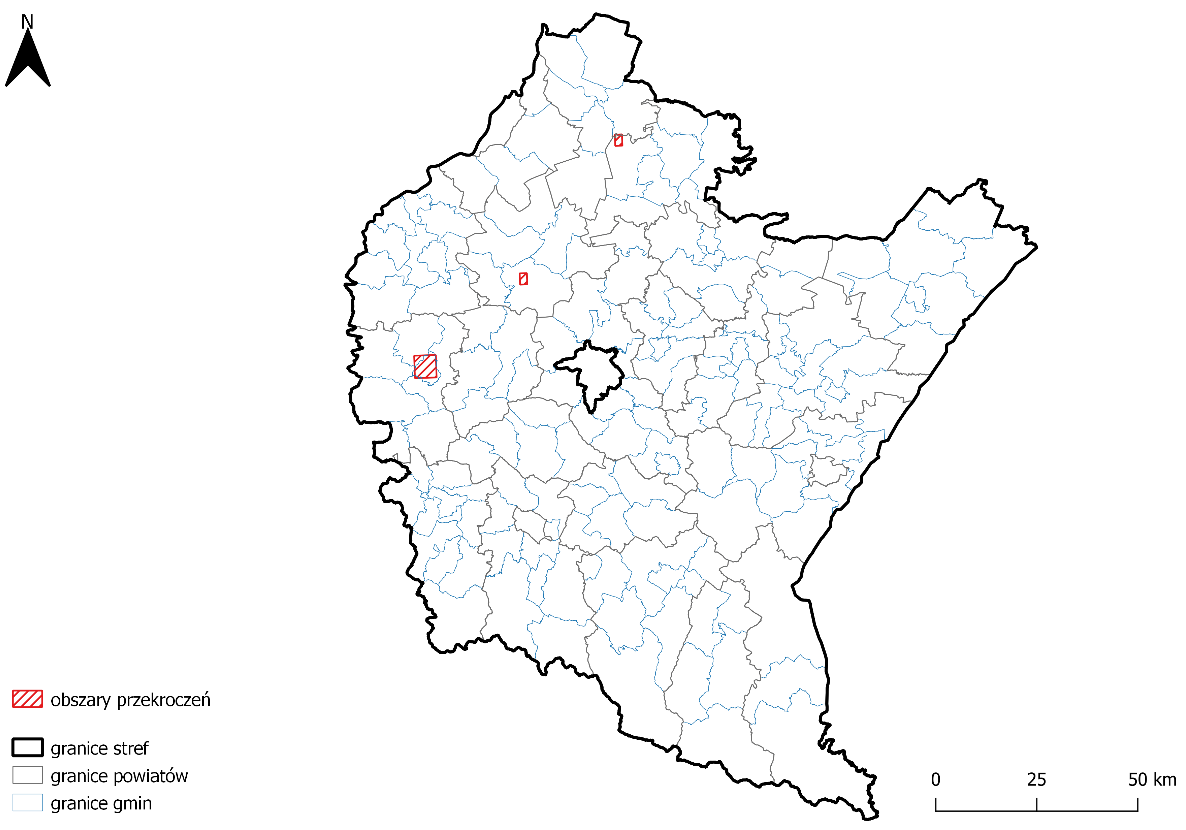 N
obszary przekroczeń
granice stref
granice powiatów
granice gmin
0 25 50 km